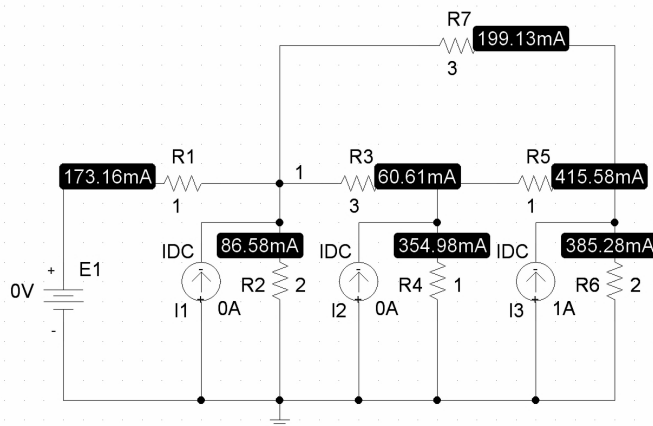 R7
199.13mA
3
173.16mA
R1
1
1
R3
60.61mA
3
R5
415.58mA
1
E1
+
0V
-
IDC
-
+
I1
0A
86.58mA
R2
2
IDC
-
+
I2
0A
354.98mA
R4
1
IDC
-
+
I3
1A
385.28mA
R6
2